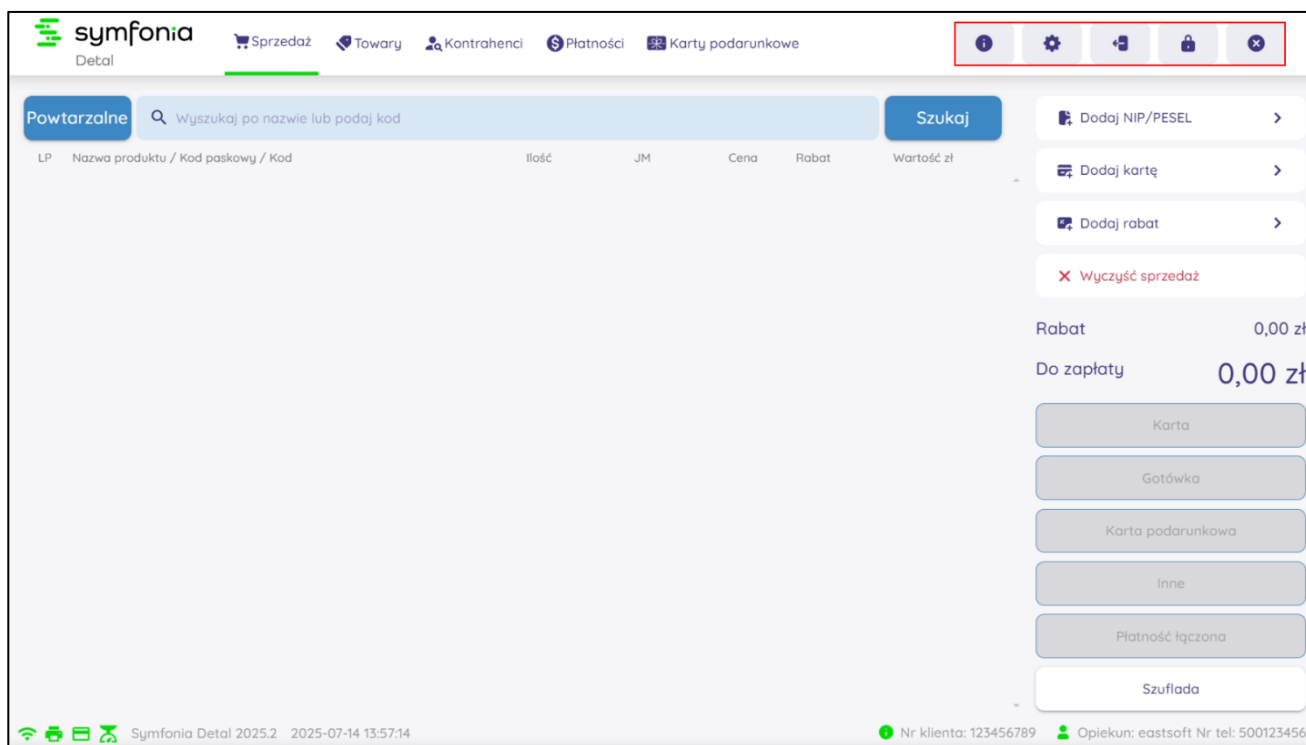 symfonia
Detal
Sprzedaż Towary Kontrahenci Płatności Karty podarunkowe
Powtarzalne Wyszukaj po nazwie lub podaj kod Szukaj
LP Nazwa produktu / Kod paskowy / Kod Ilość JM Cena Rabat Wartość zł
Dodaj NIP/PESEL
Dodaj kartę
Dodaj rabat
Wyczyść sprzedaż
Rabat 0,00 zł
Do zapłaty 0,00 zł
Karta
Gotówka
Karta podarunkowa
Inne
Płatność łączona
Szuflada
Symfonia Detal 2025.2 2025-07-14 13:57:14 Nr klienta: 123456789 Opiekun: eastsoft Nr tel: 500123456